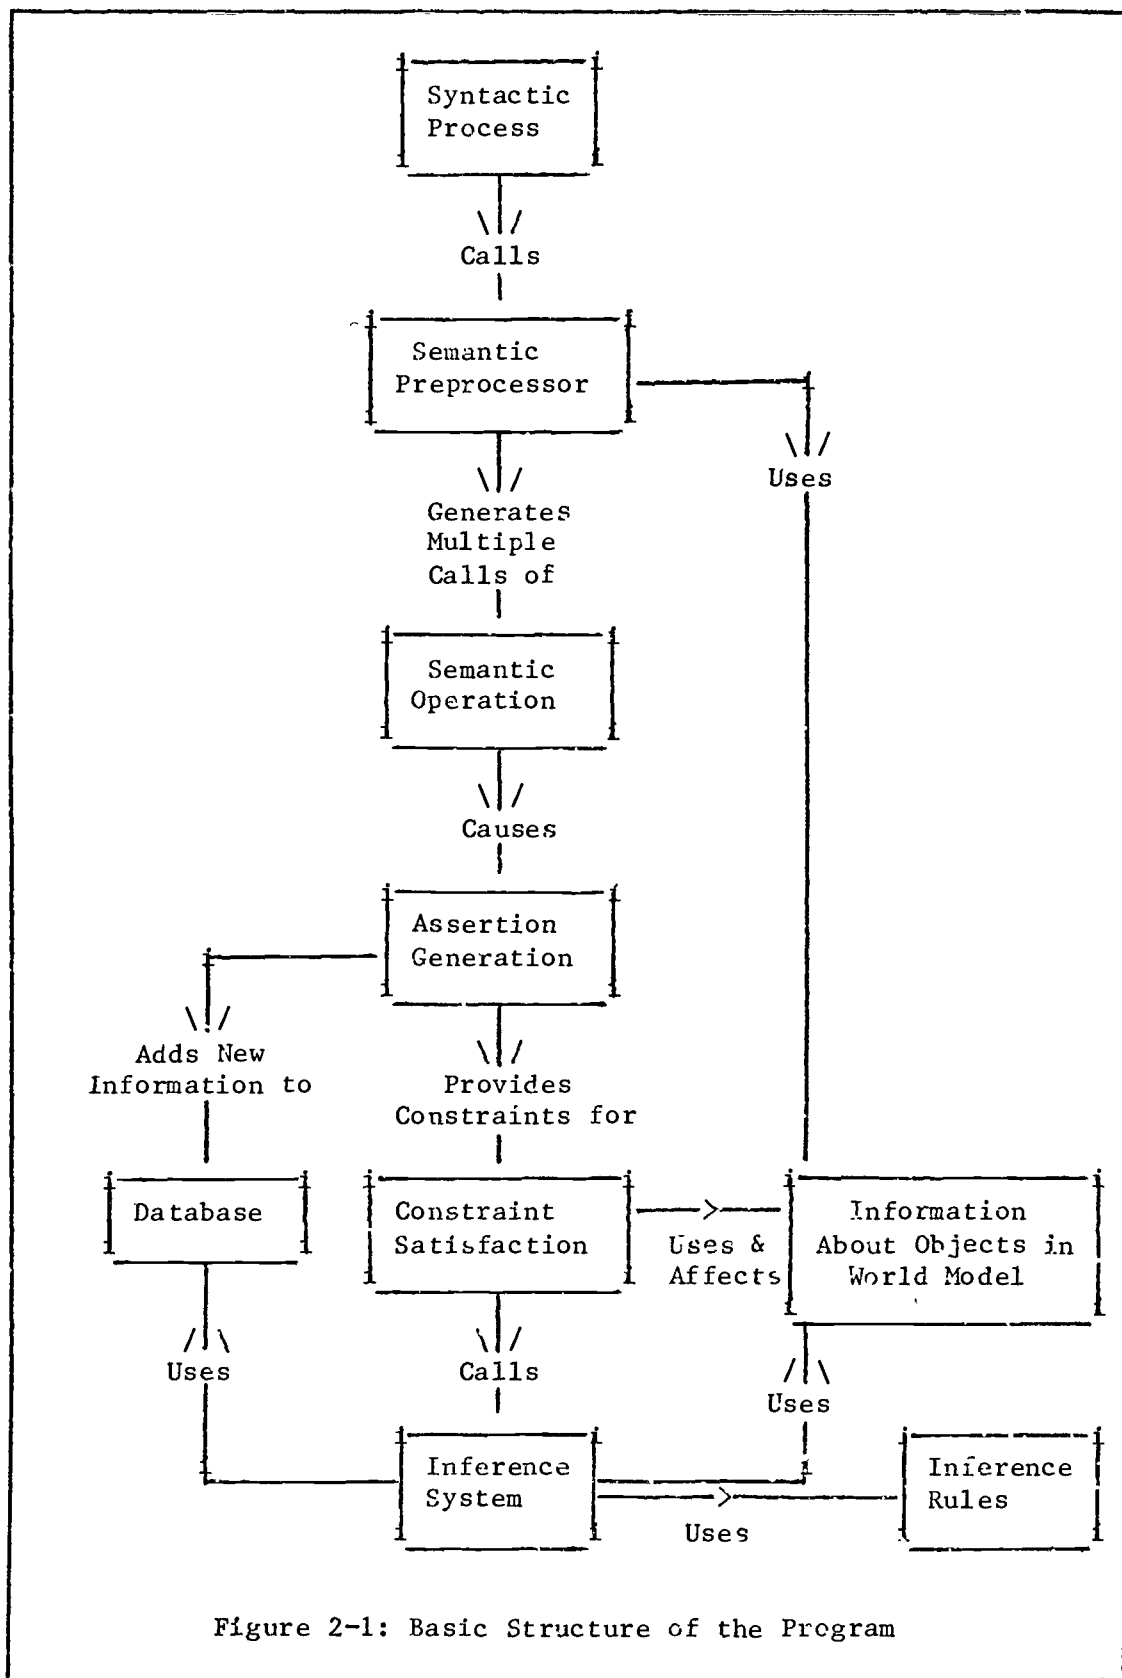 Syntactic
Process
Calls
Semantic
Preprocessor
Uses
Generates
Multiple
Calls of
Semantic
Operation
Causes
Assertion
Generation
Adds New
Information to
Provides
Constraints for
Database
Constraint
Satisfaction
Uses &
Affects
Information
About Objects in
World Model
Uses
Calls
Uses
Inference
System
Uses
Inference
Rules
Figure 2-1: Basic Structure of the Program